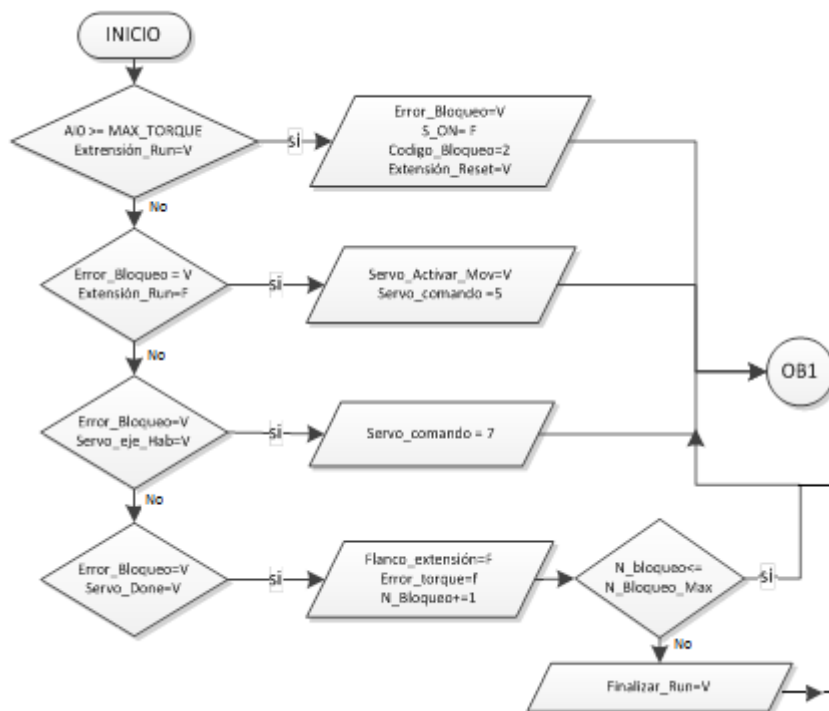 INICIO
AI0 >= MAX_TORQUE
Extrensión_Run=V
si
Error_Bloqueo=V
S_ON= F
Codigo_Bloqueo=2
Extensión_Reset=V
No
Error_Bloqueo = V
Extensión_Run=F
si
Servo_Activar_Mov=V
Servo_comando =5
OB1
No
Error_Bloqueo=V
Servo_eje_Hab=V
si
Servo_comando = 7
No
Error_Bloqueo=V
Servo_Done=V
si
Flanco_extensión=F
Error_torque=f
N_Bloqueo+=1
N_bloqueo<=
N_Bloqueo_Max
si
No
Finalizar_Run=V